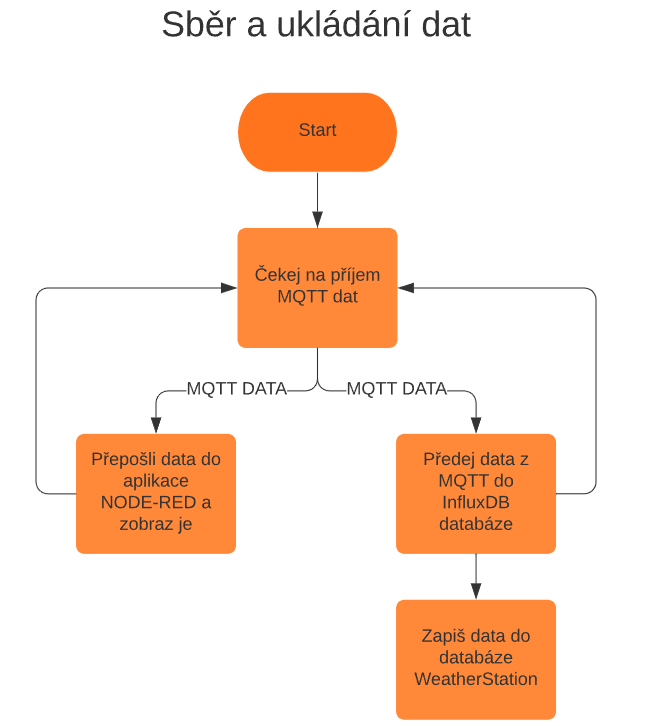 Sběr a ukládání dat
Start
Čekej na příjem
MQTT dat
MQTT DATA
MQTT DATA
Přepošli data do
aplikace
NODE-RED a
zobraz je
Předej data z
MQTT do
InfluxDB
databáze
Zapiš data do
databáze
WeatherStation